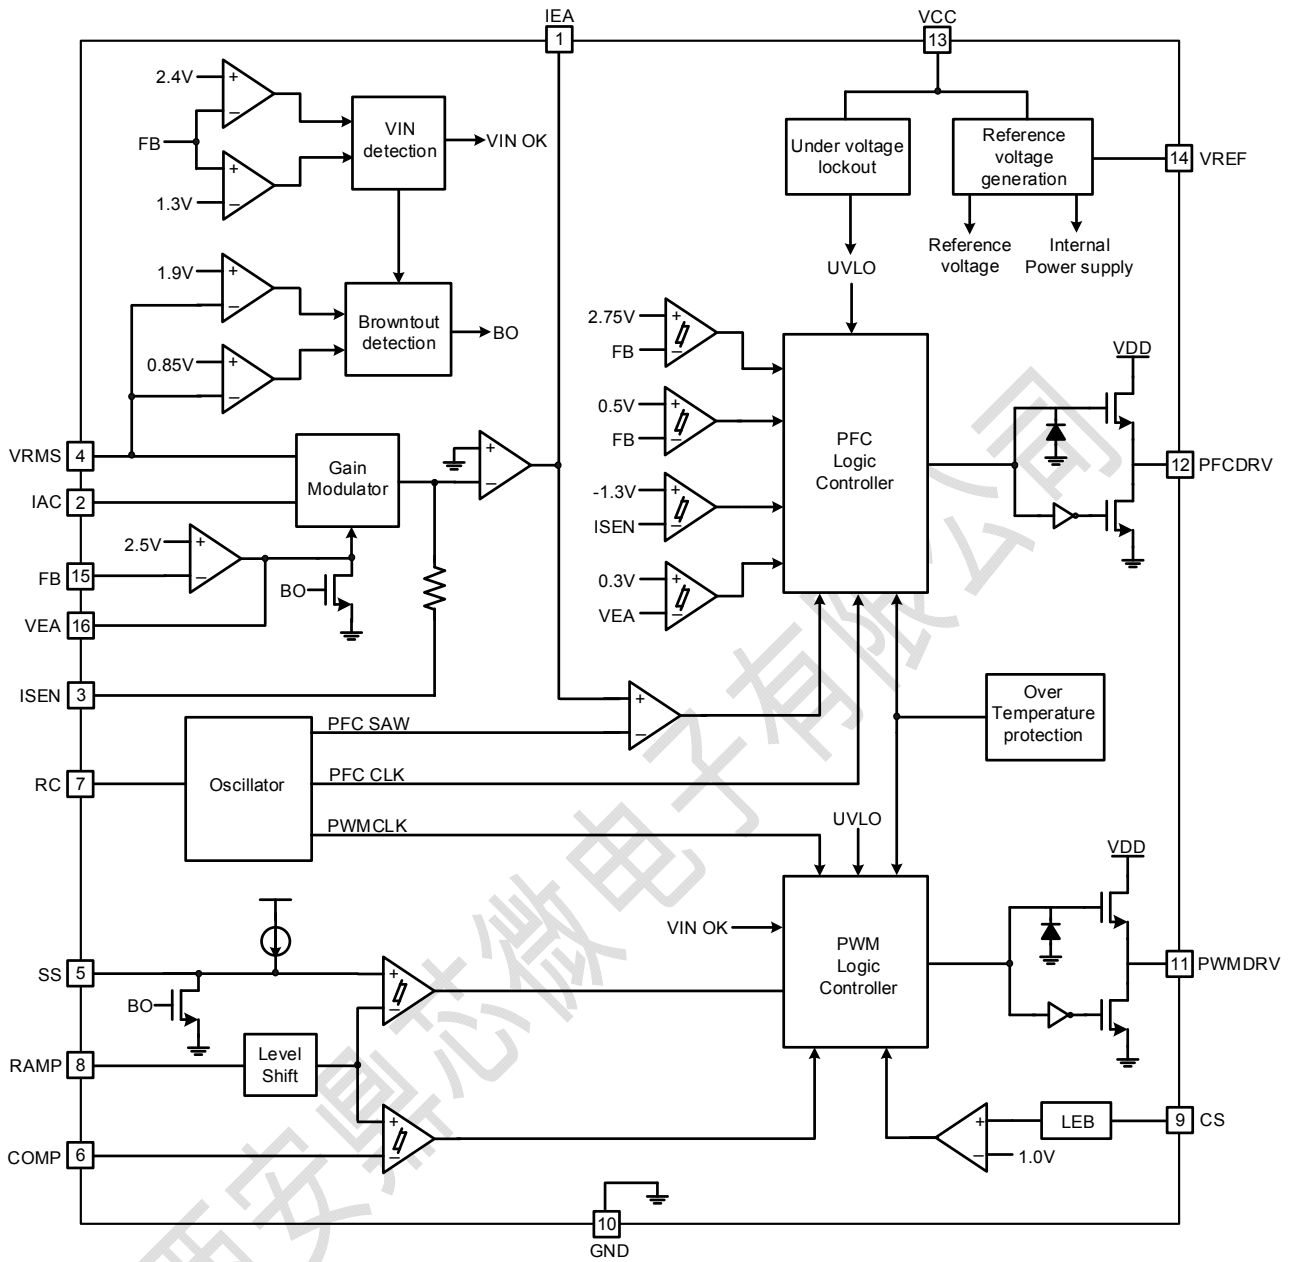 IEA
1
VCC
13
2.4V
+
−
FB
+
−
1.3V
VIN
detection
VIN OK
Under voltage
lockout
Reference
voltage
generation
14
VREF
Reference
voltage
Internal
Power supply
UVLO
1.9V
+
−
0.85V
+
−
Browntout
detection
BO
2.75V
+
FB
−
0.5V
+
FB
−
-1.3V
+
ISEN
−
0.3V
+
VEA
−
PFC
Logic
Controller
VDD
12
PFCDRV
VRMS
4
IAC
2
Gain
Modulator
+
−
2.5V
+
−
FB
15
BO
VEA
16
ISEN
3
Over
Temperature
protection
+
−
PFC SAW
PFC CLK
PWMCLK
RC
7
Oscillator
UVLO
VDD
VIN OK
PWM
Logic
Controller
11
PWMDRV
SS
5
BO
+
−
RAMP
8
Level
Shift
+
−
COMP
6
+
−
1.0V
LEB
9
CS
10
GND
西安鼎芯微电子有限公司